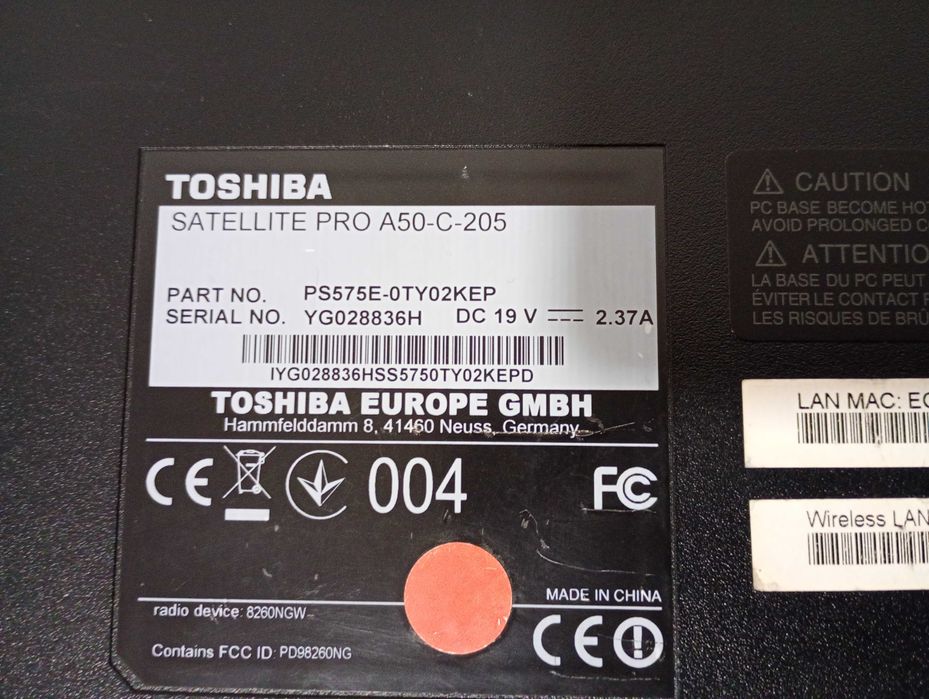 TOSHIBA
SATELLITE PRO A50-C-205
PART NO. PS575E-0TY02KEP
SERIAL NO. YG028836H DC 19 V 2.37A
IYG028836HSS5750TY02KEPD
TOSHIBA EUROPE GMBH
Hammfelddamm 8, 41460 Neuss, Germany
CE 004 FC
MADE IN CHINA
radio device: 8260NGW
Contains FCC ID: PD98260NG
CE
CAUTION
PC BASE BECOME HO
AVOID PROLONGED C
ATTENTIO
LA BASE DU PC PEUT
ÉVITER LE CONTACT
LES RISQUES DE BRÛ
LAN MAC: EC
Wireless LAN